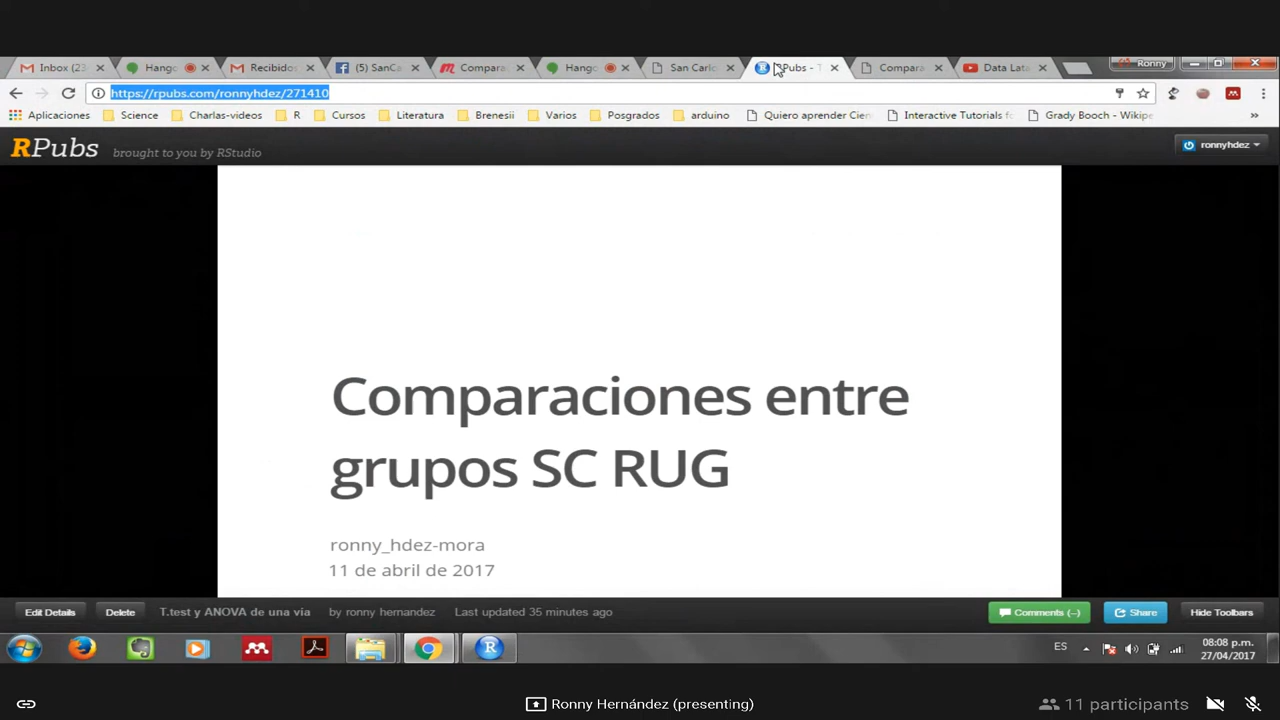 Inbox (23
Hango
Recibidos
(5) SanCa
Compara
Hango
San Carlo
RPubs - T
Compara
Data Lata
Ronny
https://rpubs.com/ronnyhdez/271410
Aplicaciones
Science
Charlas-videos
R
Cursos
Literatura
Brenesii
Varios
Posgrados
arduino
Quiero aprender Cien
Interactive Tutorials fo
Grady Booch - Wikipe
»
RPubs brought to you by RStudio
ronnyhdez
Comparaciones entre
grupos SC RUG
ronny_hdez-mora
11 de abril de 2017
Edit Details
Delete
T.test y ANOVA de una vía
by ronny hernandez
Last updated 35 minutes ago
Comments (–)
Share
Hide Toolbars
ES
08:08 p.m.
27/04/2017
Ronny Hernández (presenting)
11 participants